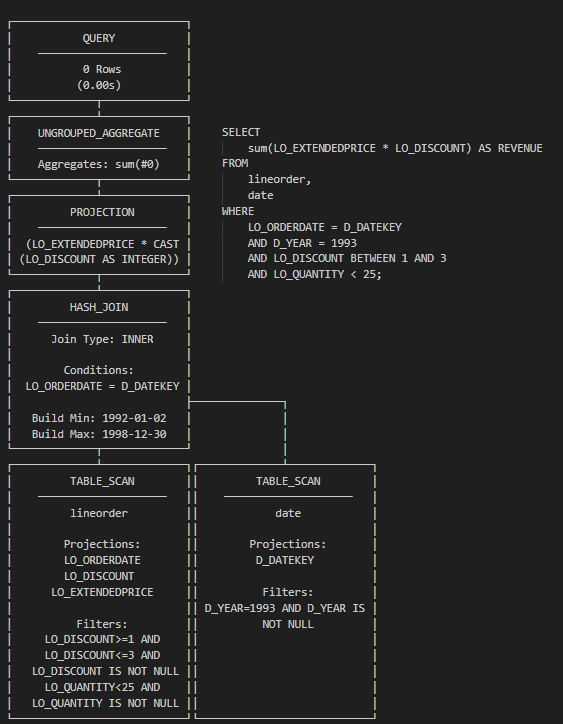 QUERY
0 Rows
(0.00s)
UNGROUPED_AGGREGATE
Aggregates: sum(#0)
PROJECTION
(LO_EXTENDEDPRICE * CAST
(LO_DISCOUNT AS INTEGER))
HASH_JOIN
Join Type: INNER
Conditions:
LO_ORDERDATE = D_DATEKEY
Build Min: 1992-01-02
Build Max: 1998-12-30
TABLE_SCAN
lineorder
Projections:
LO_ORDERDATE
LO_DISCOUNT
LO_EXTENDEDPRICE
Filters:
LO_DISCOUNT>=1 AND
LO_DISCOUNT<=3 AND
LO_DISCOUNT IS NOT NULL
LO_QUANTITY<25 AND
LO_QUANTITY IS NOT NULL
TABLE_SCAN
date
Projections:
D_DATEKEY
Filters:
D_YEAR=1993 AND D_YEAR IS
NOT NULL
SELECT
sum(LO_EXTENDEDPRICE * LO_DISCOUNT) AS REVENUE
FROM
lineorder,
date
WHERE
LO_ORDERDATE = D_DATEKEY
AND D_YEAR = 1993
AND LO_DISCOUNT BETWEEN 1 AND 3
AND LO_QUANTITY < 25;